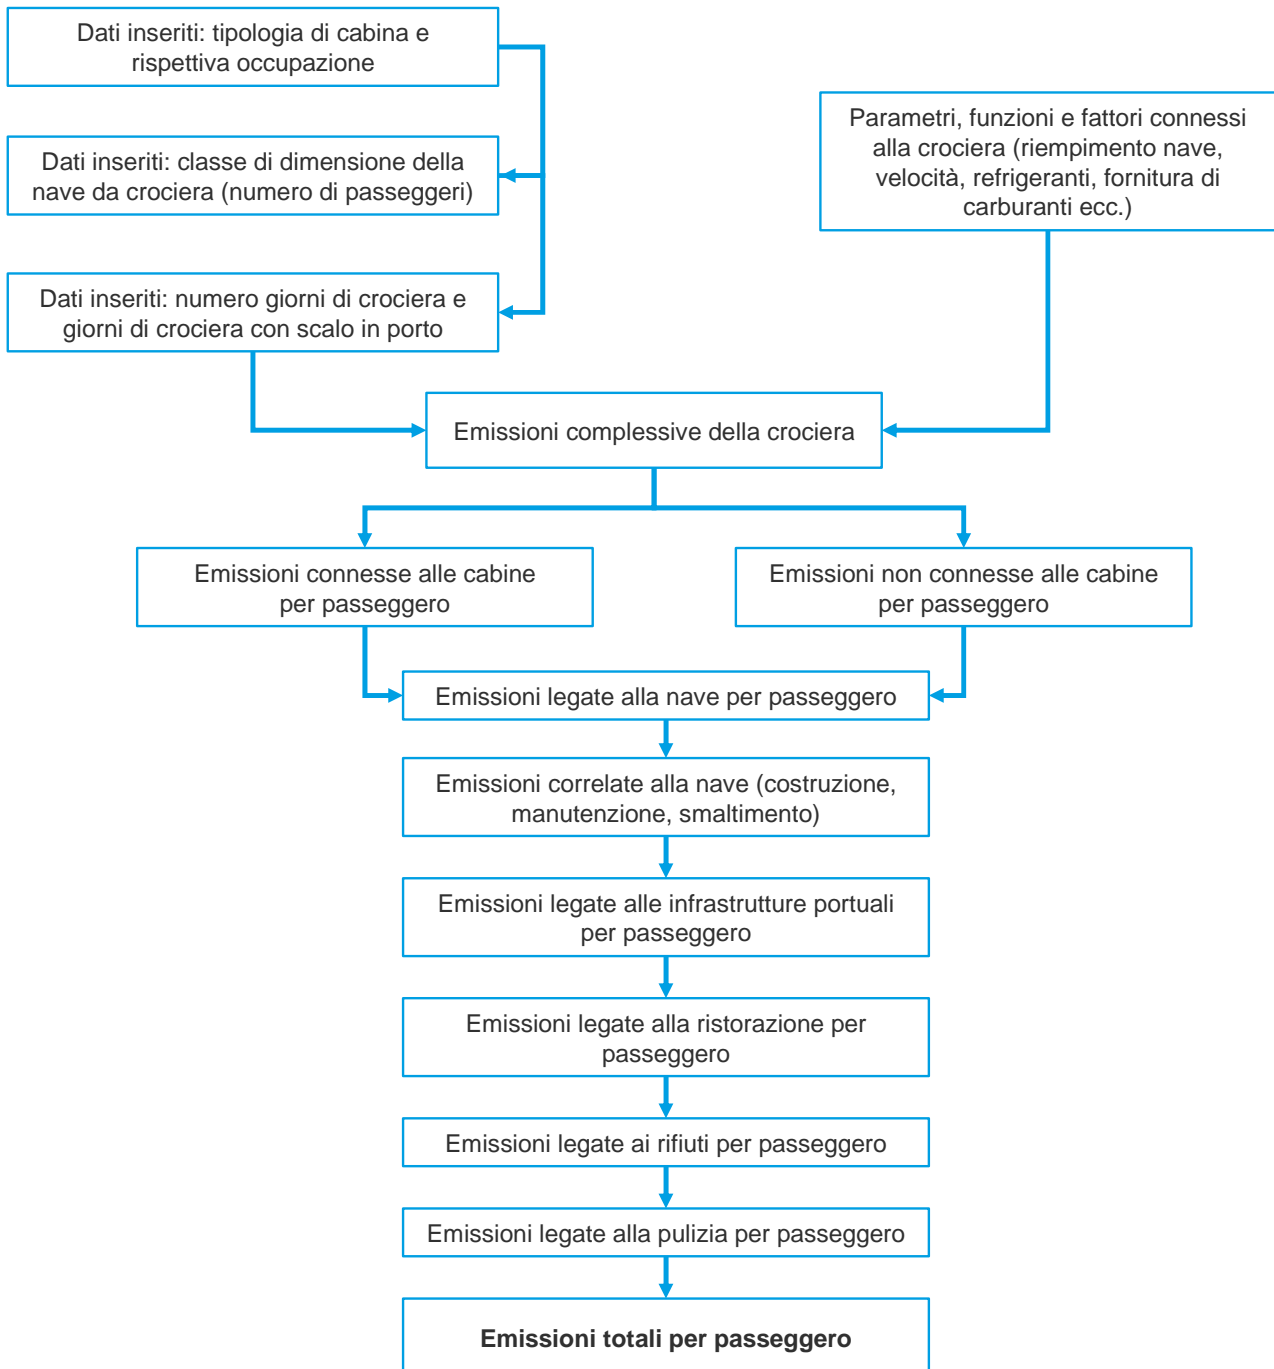 Dati inseriti: tipologia di cabina e
rispettiva occupazione
Dati inseriti: classe di dimensione della
nave da crociera (numero di passeggeri)
Dati inseriti: numero giorni di crociera e
giorni di crociera con scalo in porto
Parametri, funzioni e fattori connessi
alla crociera (riempimento nave,
velocità, refrigeranti, fornitura di
carburanti ecc.)
Emissioni complessive della crociera
Emissioni connesse alle cabine
per passeggero
Emissioni non connesse alle cabine
per passeggero
Emissioni legate alla nave per passeggero
Emissioni correlate alla nave (costruzione,
manutenzione, smaltimento)
Emissioni legate alle infrastrutture portuali
per passeggero
Emissioni legate alla ristorazione per
passeggero
Emissioni legate ai rifiuti per passeggero
Emissioni legate alla pulizia per passeggero
Emissioni totali per passeggero